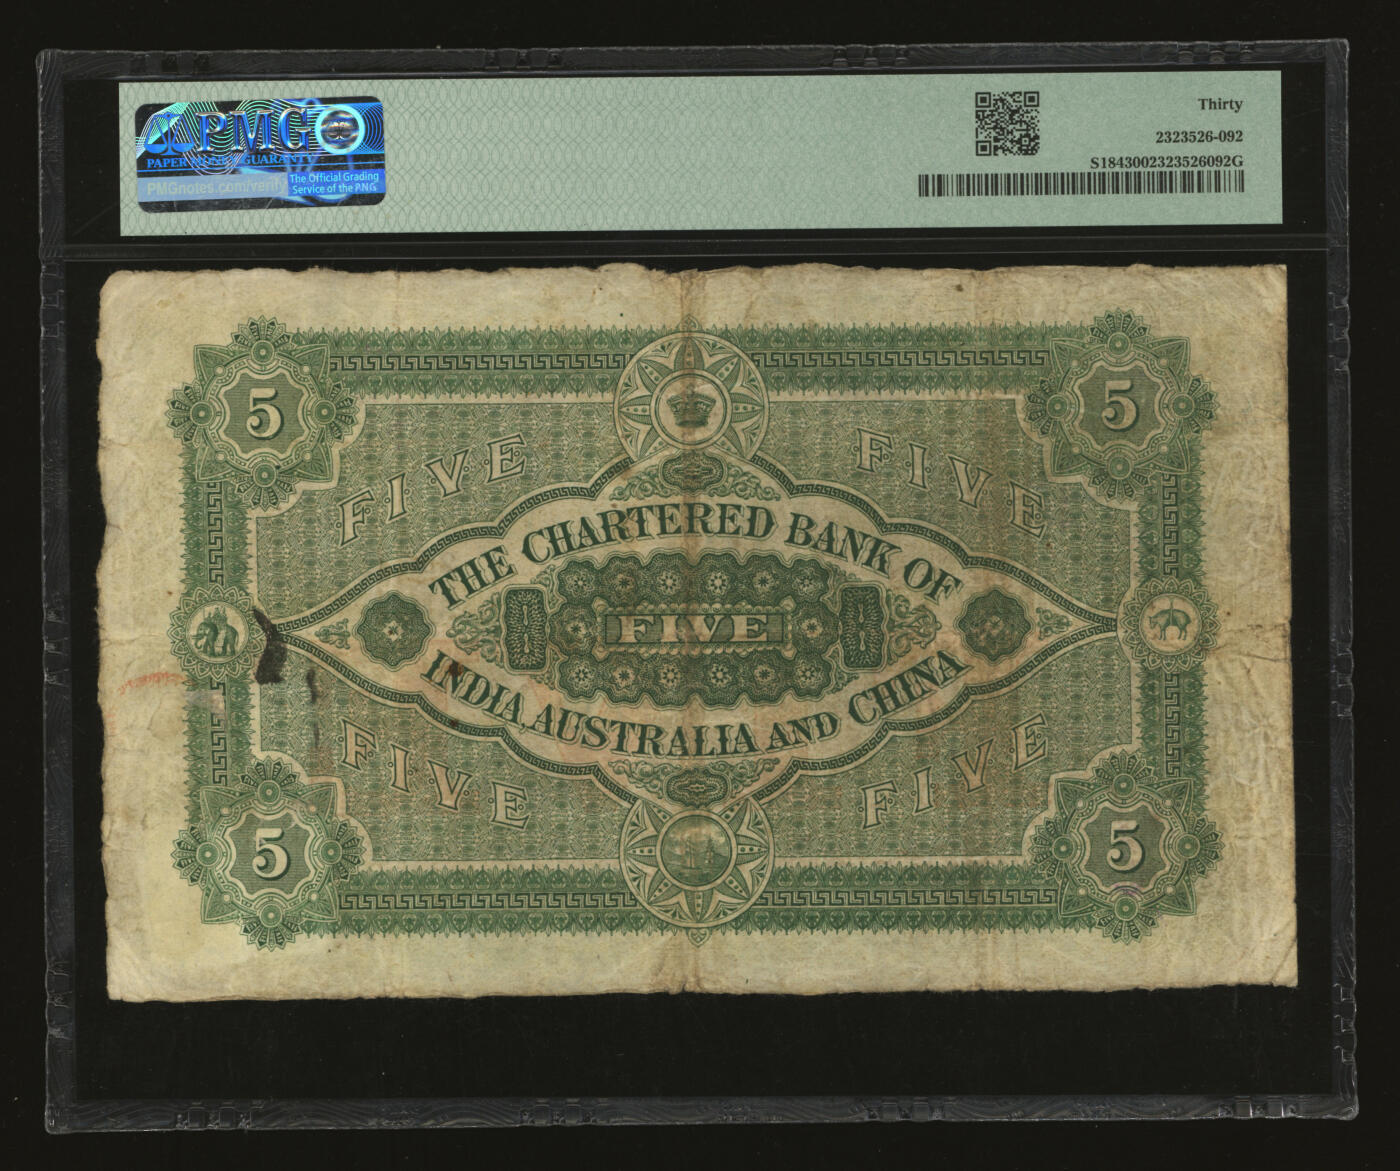 PMG
PAPER MONEY GUARANTY
PMGnotes.com/verify
The Official Grading
Service of the PNG
Thirty
2323526-092
S1843002323526092G
5
5
FIVE
FIVE
THE CHARTERED BANK OF
FIVE
INDIA, AUSTRALIA AND CHINA
FIVE
FIVE
5
5